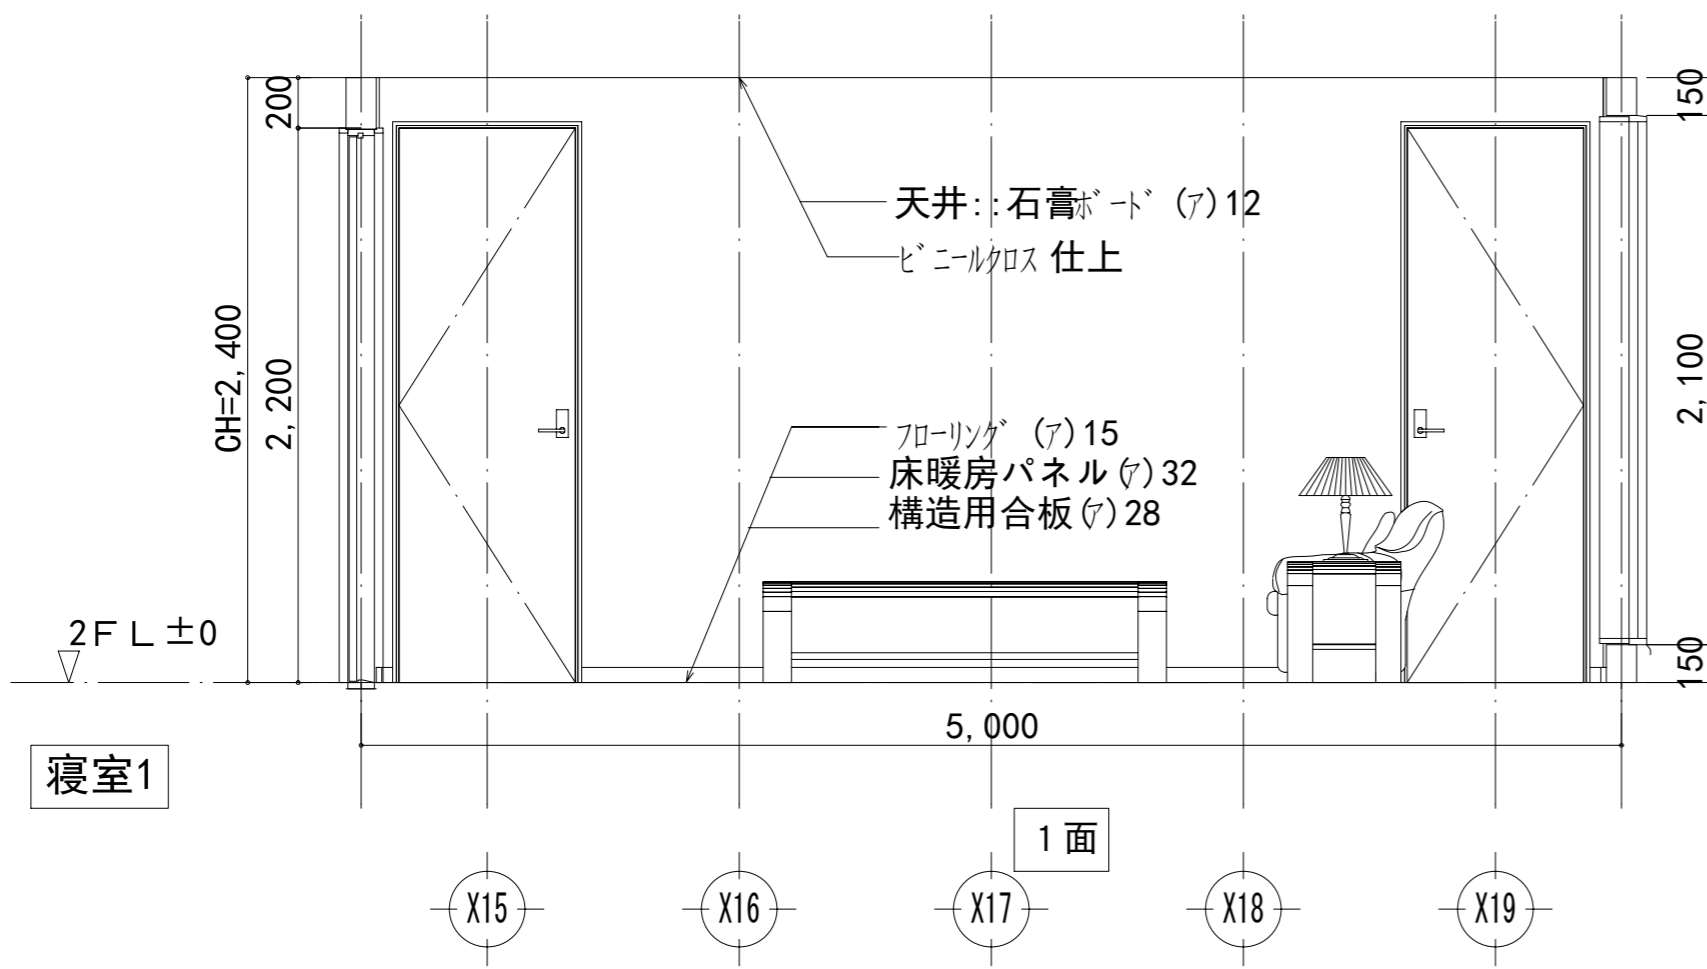 200
150
天井::石膏ボード (ア)12
ビニールクロス 仕上
CH=2,400
2,200
2,100
フローリング (ア)15
床暖房パネル(ア)32
構造用合板(ア)28
2FL±0
150
5,000
寝室1
1面
X15
X16
X17
X18
X19